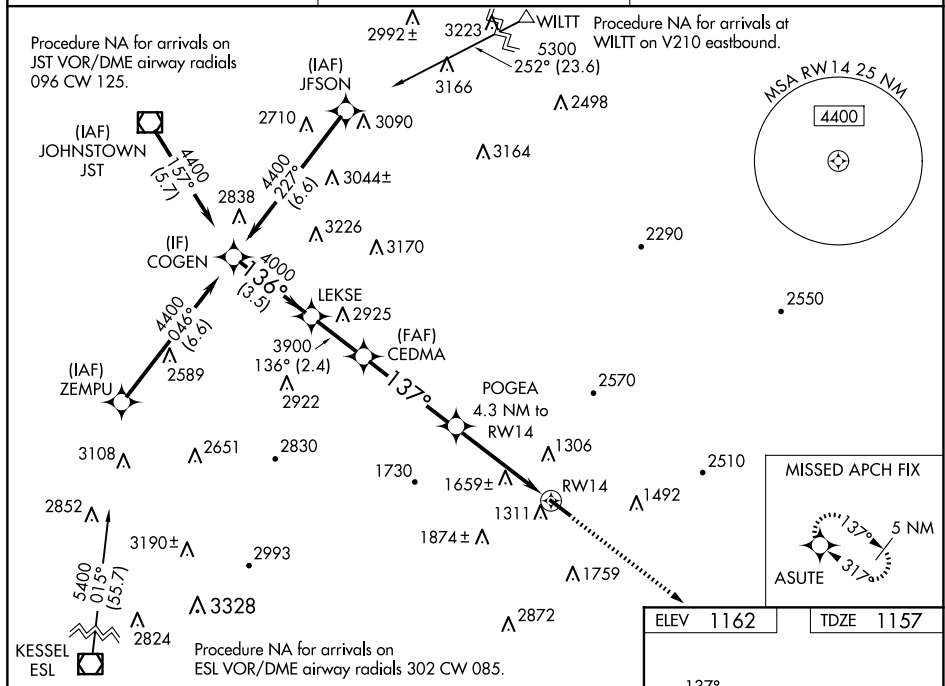 Procedure NA for arrivals on
JST VOR/DME airway radials
096 CW 125.
2992 ±
3223
WILTT
5300
252° (23.6)
Procedure NA for arrivals at
WILTT on V210 eastbound.
(IAF)
JFSON
3166
2498
MSA RW14 25 NM
4400
(IAF)
JOHNSTOWN
JST
2710
3090
3164
4400
157°
(5.7)
4400
227°
(6.6)
3044±
2838
3226
3170
2290
(IF)
COGEN
4000
136°
(3.5)
LEKSE
2925
2550
4400
046°
(6.6)
3900
136° (2.4)
(FAF)
CEDMA
2589
(IAF)
ZEMPU
2922
137°
POGEA
4.3 NM to
RW14
2570
3108
2651
2830
1306
1730
1659±
RW14
2510
2852
1311
1492
3190±
1874±
2993
1759
5400
015°
(55.7)
3328
2824
2872
KESSEL
ESL
Procedure NA for arrivals on
ESL VOR/DME airway radials 302 CW 085.
MISSED APCH FIX
137°
5 NM
317°
ASUTE
ELEV 1162
TDZE 1157
137°